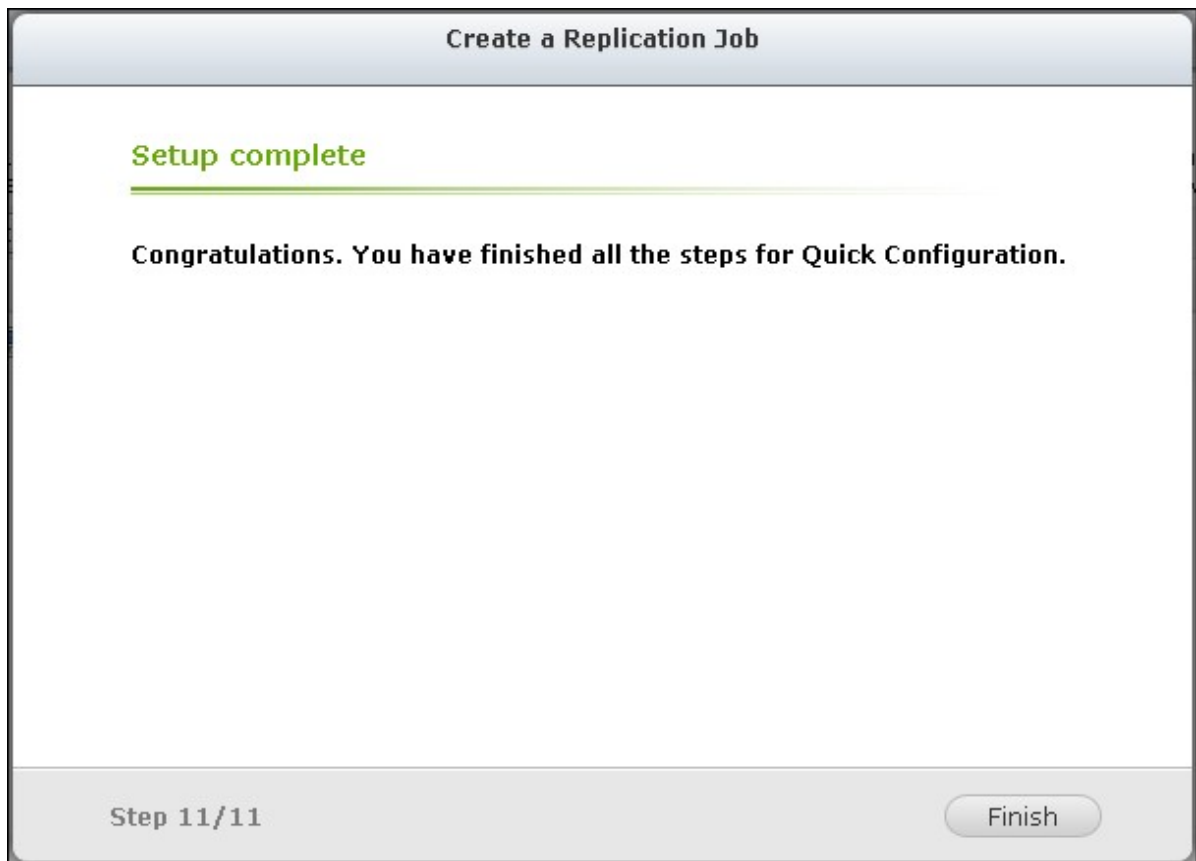 Create a Replication Job
Setup complete
Congratulations. You have finished all the steps for Quick Configuration.
Step 11/11
Finish